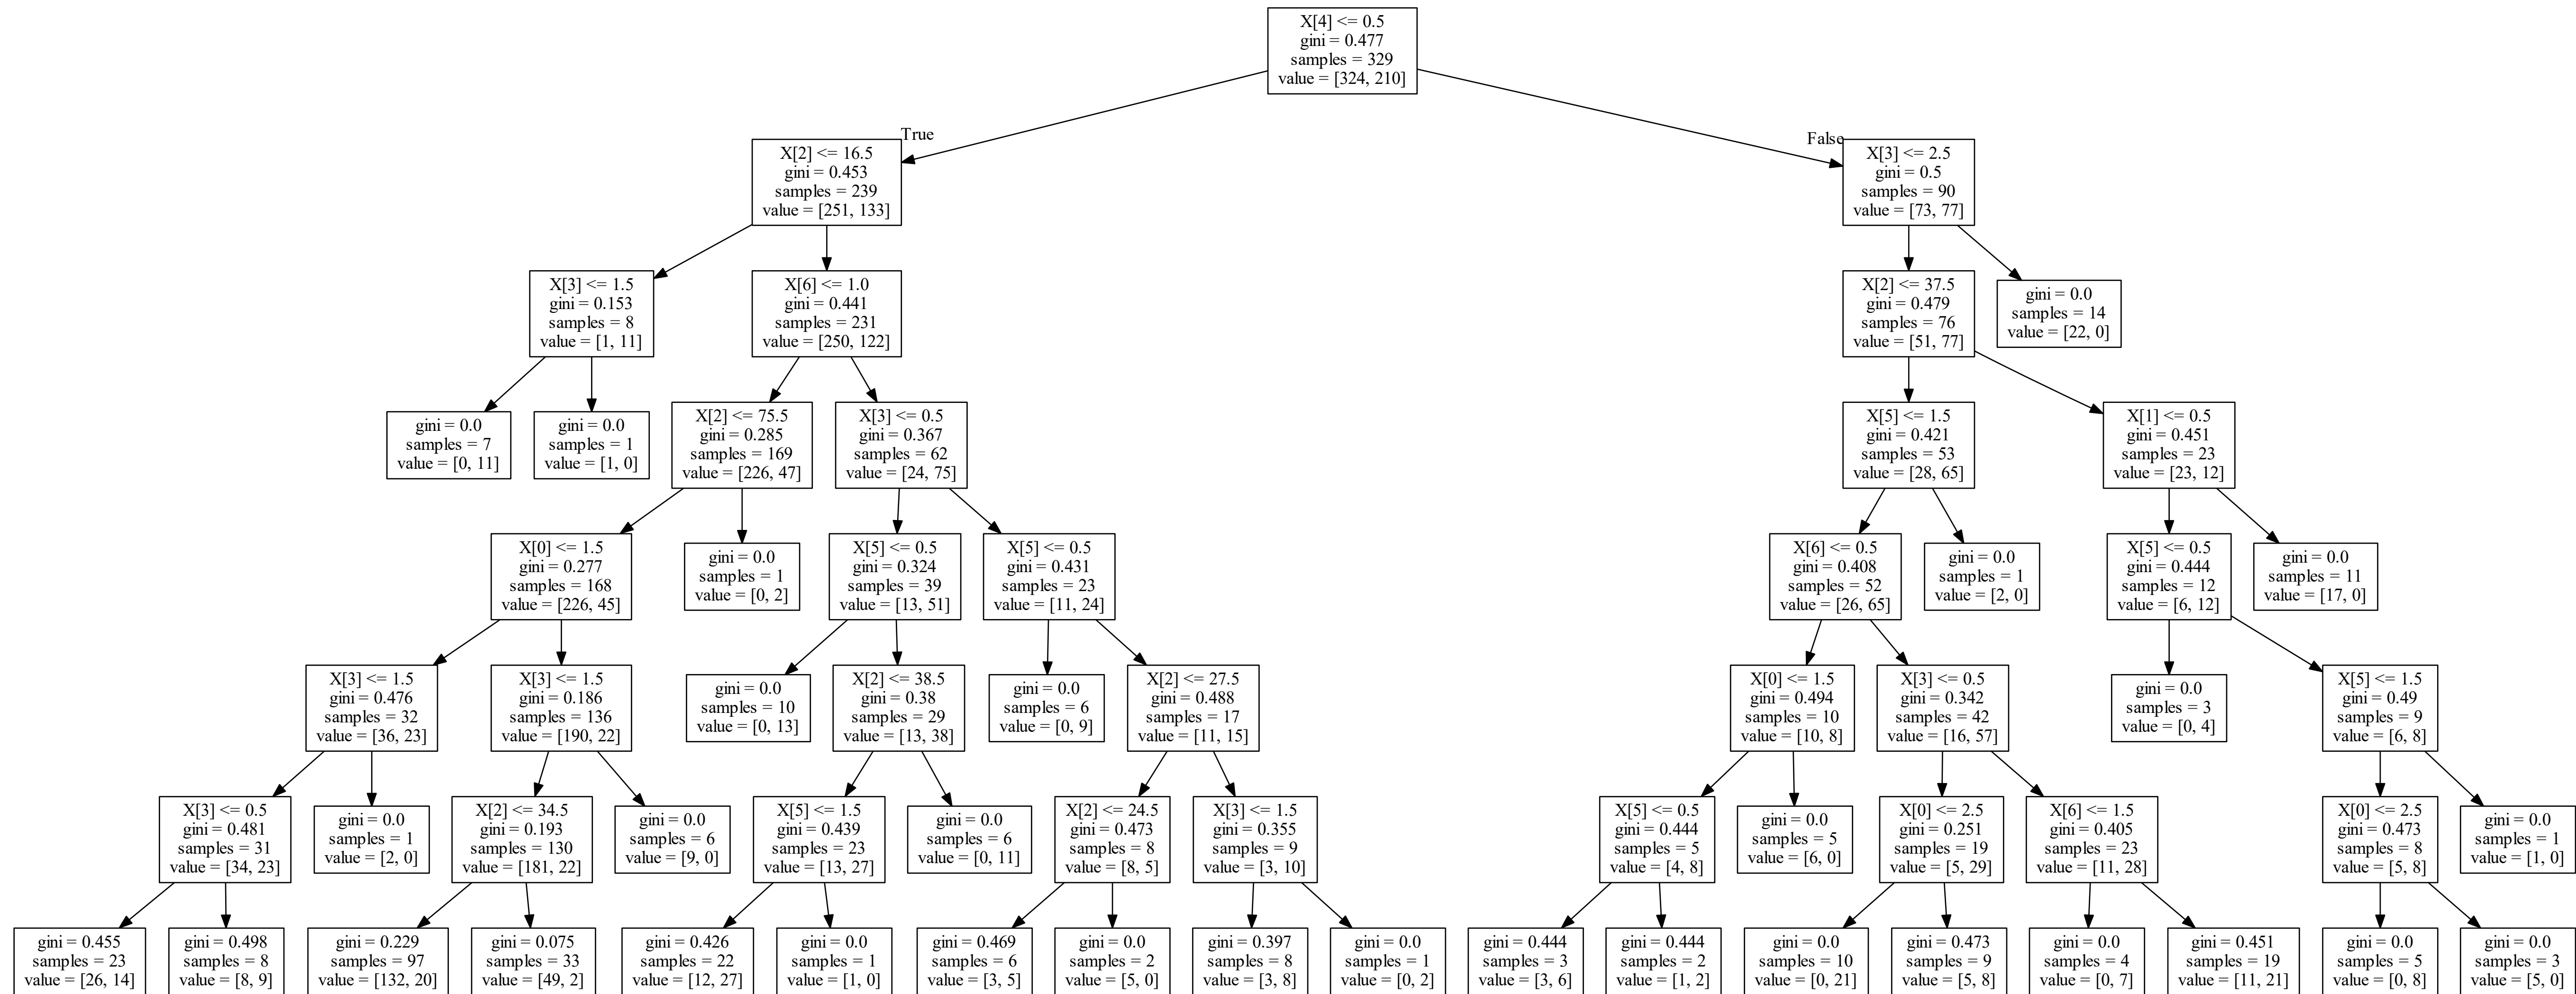 X[4] <= 0.5
gini = 0.477
samples = 329
value = [324, 210]
True
False
X[2] <= 16.5
gini = 0.453
samples = 239
value = [251, 133]
X[3] <= 2.5
gini = 0.5
samples = 90
value = [73, 77]
X[3] <= 1.5
gini = 0.153
samples = 8
value = [1, 11]
X[6] <= 1.0
gini = 0.441
samples = 231
value = [250, 122]
X[2] <= 37.5
gini = 0.479
samples = 76
value = [51, 77]
gini = 0.0
samples = 14
value = [22, 0]
gini = 0.0
samples = 7
value = [0, 11]
gini = 0.0
samples = 1
value = [1, 0]
X[2] <= 75.5
gini = 0.285
samples = 169
value = [226, 47]
X[3] <= 0.5
gini = 0.367
samples = 62
value = [24, 75]
X[5] <= 1.5
gini = 0.421
samples = 53
value = [28, 65]
X[1] <= 0.5
gini = 0.451
samples = 23
value = [23, 12]
X[0] <= 1.5
gini = 0.277
samples = 168
value = [226, 45]
gini = 0.0
samples = 1
value = [0, 2]
X[5] <= 0.5
gini = 0.324
samples = 39
value = [13, 51]
X[5] <= 0.5
gini = 0.431
samples = 23
value = [11, 24]
X[6] <= 0.5
gini = 0.408
samples = 52
value = [26, 65]
gini = 0.0
samples = 1
value = [2, 0]
X[5] <= 0.5
gini = 0.444
samples = 12
value = [6, 12]
gini = 0.0
samples = 11
value = [17, 0]
X[3] <= 1.5
gini = 0.476
samples = 32
value = [36, 23]
X[3] <= 1.5
gini = 0.186
samples = 136
value = [190, 22]
gini = 0.0
samples = 10
value = [0, 13]
X[2] <= 38.5
gini = 0.38
samples = 29
value = [13, 38]
gini = 0.0
samples = 6
value = [0, 9]
X[2] <= 27.5
gini = 0.488
samples = 17
value = [11, 15]
X[0] <= 1.5
gini = 0.494
samples = 10
value = [10, 8]
X[3] <= 0.5
gini = 0.342
samples = 42
value = [16, 57]
gini = 0.0
samples = 3
value = [0, 4]
X[5] <= 1.5
gini = 0.49
samples = 9
value = [6, 8]
X[3] <= 0.5
gini = 0.481
samples = 31
value = [34, 23]
gini = 0.0
samples = 1
value = [2, 0]
X[2] <= 34.5
gini = 0.193
samples = 130
value = [181, 22]
gini = 0.0
samples = 6
value = [9, 0]
X[5] <= 1.5
gini = 0.439
samples = 23
value = [13, 27]
gini = 0.0
samples = 6
value = [0, 11]
X[2] <= 24.5
gini = 0.473
samples = 8
value = [8, 5]
X[3] <= 1.5
gini = 0.355
samples = 9
value = [3, 10]
X[5] <= 0.5
gini = 0.444
samples = 5
value = [4, 8]
gini = 0.0
samples = 5
value = [6, 0]
X[0] <= 2.5
gini = 0.251
samples = 19
value = [5, 29]
X[6] <= 1.5
gini = 0.405
samples = 23
value = [11, 28]
X[0] <= 2.5
gini = 0.473
samples = 8
value = [5, 8]
gini = 0.0
samples = 1
value = [1, 0]
gini = 0.455
samples = 23
value = [26, 14]
gini = 0.498
samples = 8
value = [8, 9]
gini = 0.229
samples = 97
value = [132, 20]
gini = 0.075
samples = 33
value = [49, 2]
gini = 0.426
samples = 22
value = [12, 27]
gini = 0.0
samples = 1
value = [1, 0]
gini = 0.469
samples = 6
value = [3, 5]
gini = 0.0
samples = 2
value = [5, 0]
gini = 0.397
samples = 8
value = [3, 8]
gini = 0.0
samples = 1
value = [0, 2]
gini = 0.444
samples = 3
value = [3, 6]
gini = 0.444
samples = 2
value = [1, 2]
gini = 0.0
samples = 10
value = [0, 21]
gini = 0.473
samples = 9
value = [5, 8]
gini = 0.0
samples = 4
value = [0, 7]
gini = 0.451
samples = 19
value = [11, 21]
gini = 0.0
samples = 5
value = [0, 8]
gini = 0.0
samples = 3
value = [5, 0]